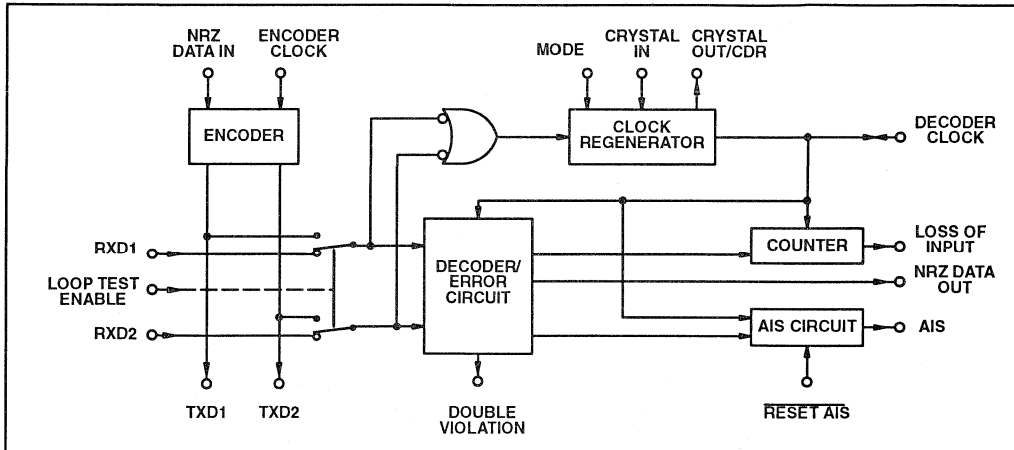 NRZ
DATA IN
ENCODER
CLOCK
MODE
CRYSTAL
IN
CRYSTAL
OUT/CDR
ENCODER
CLOCK
REGENERATOR
DECODER
CLOCK
RXD1
LOOP TEST
ENABLE
RXD2
DECODER/
ERROR
CIRCUIT
COUNTER
LOSS OF
INPUT
NRZ DATA
OUT
AIS CIRCUIT
AIS
TXD1
TXD2
DOUBLE
VIOLATION
RESET AIS